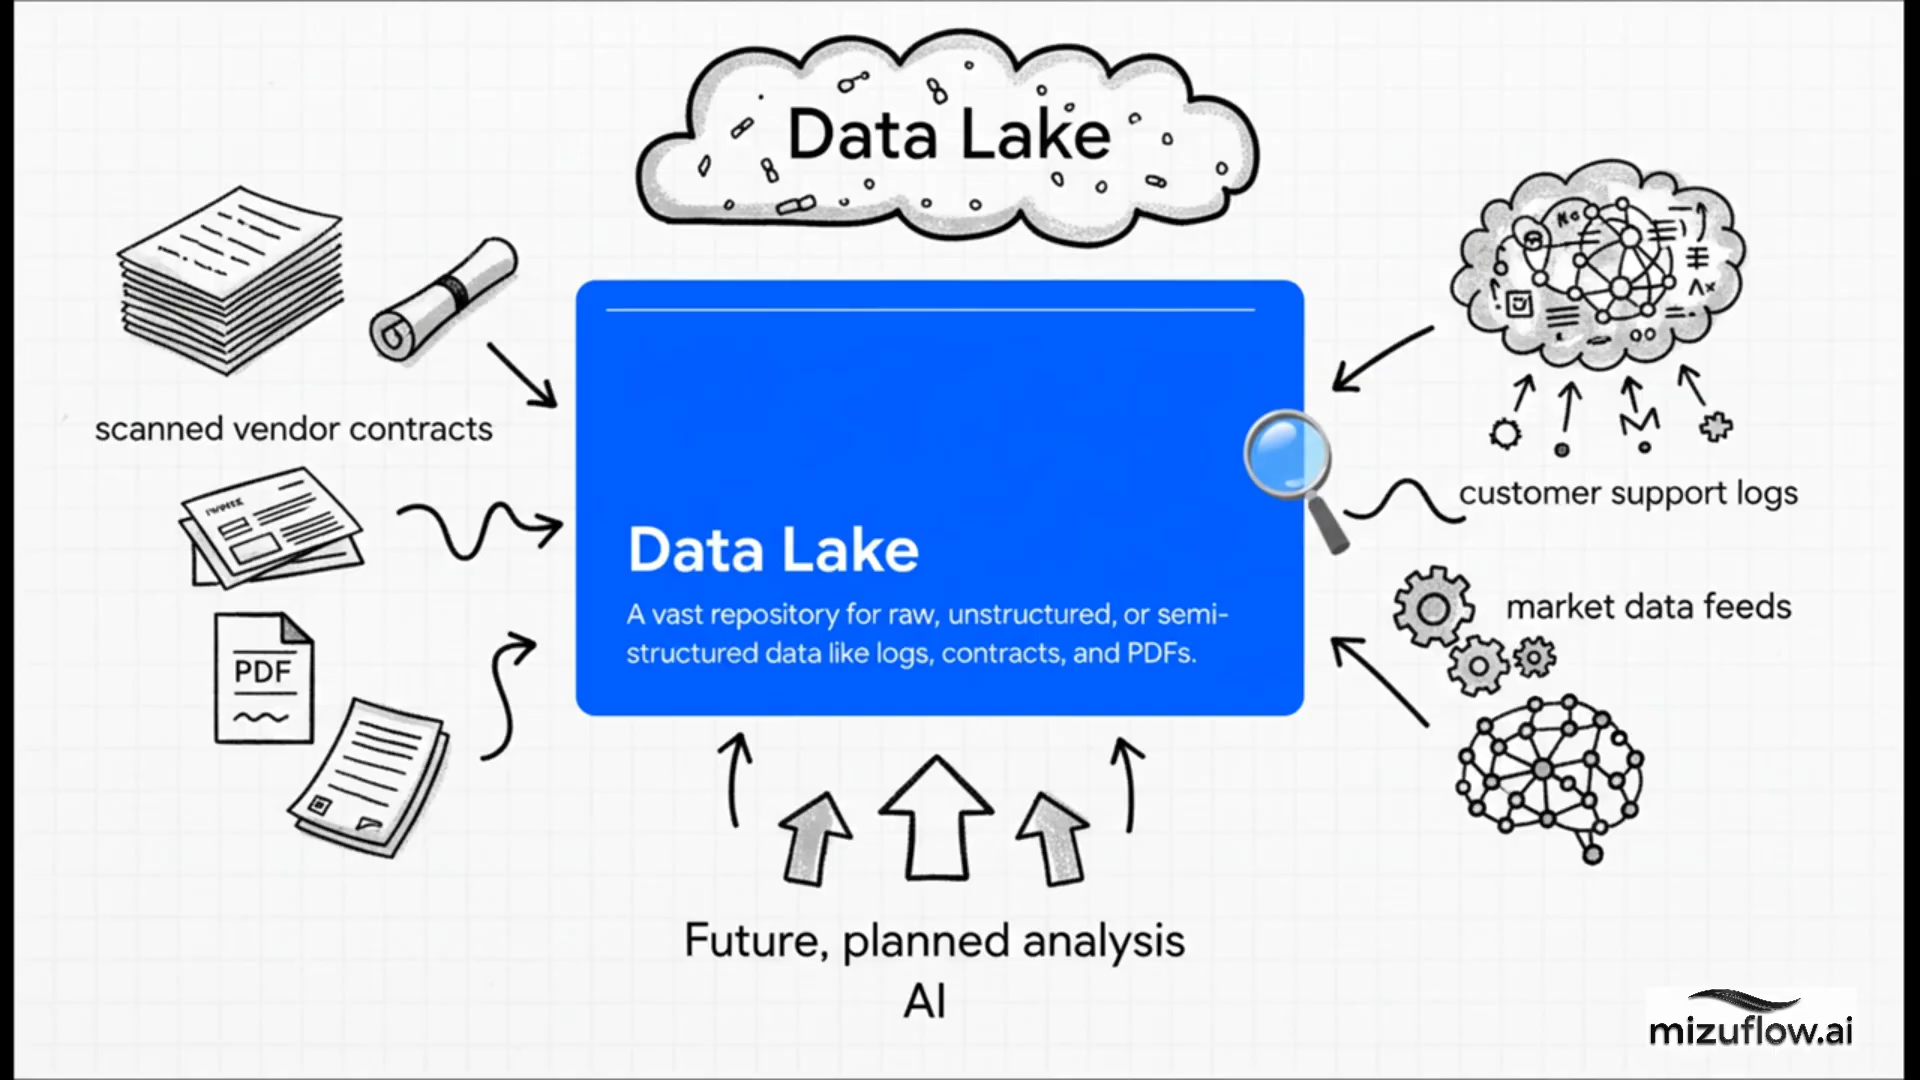 Data Lake
scanned vendor contracts
PDF
Data Lake
A vast repository for raw, unstructured, or semi-
structured data like logs, contracts, and PDFs.
customer support logs
market data feeds
Future, planned analysis
AI
mizuflow.ai